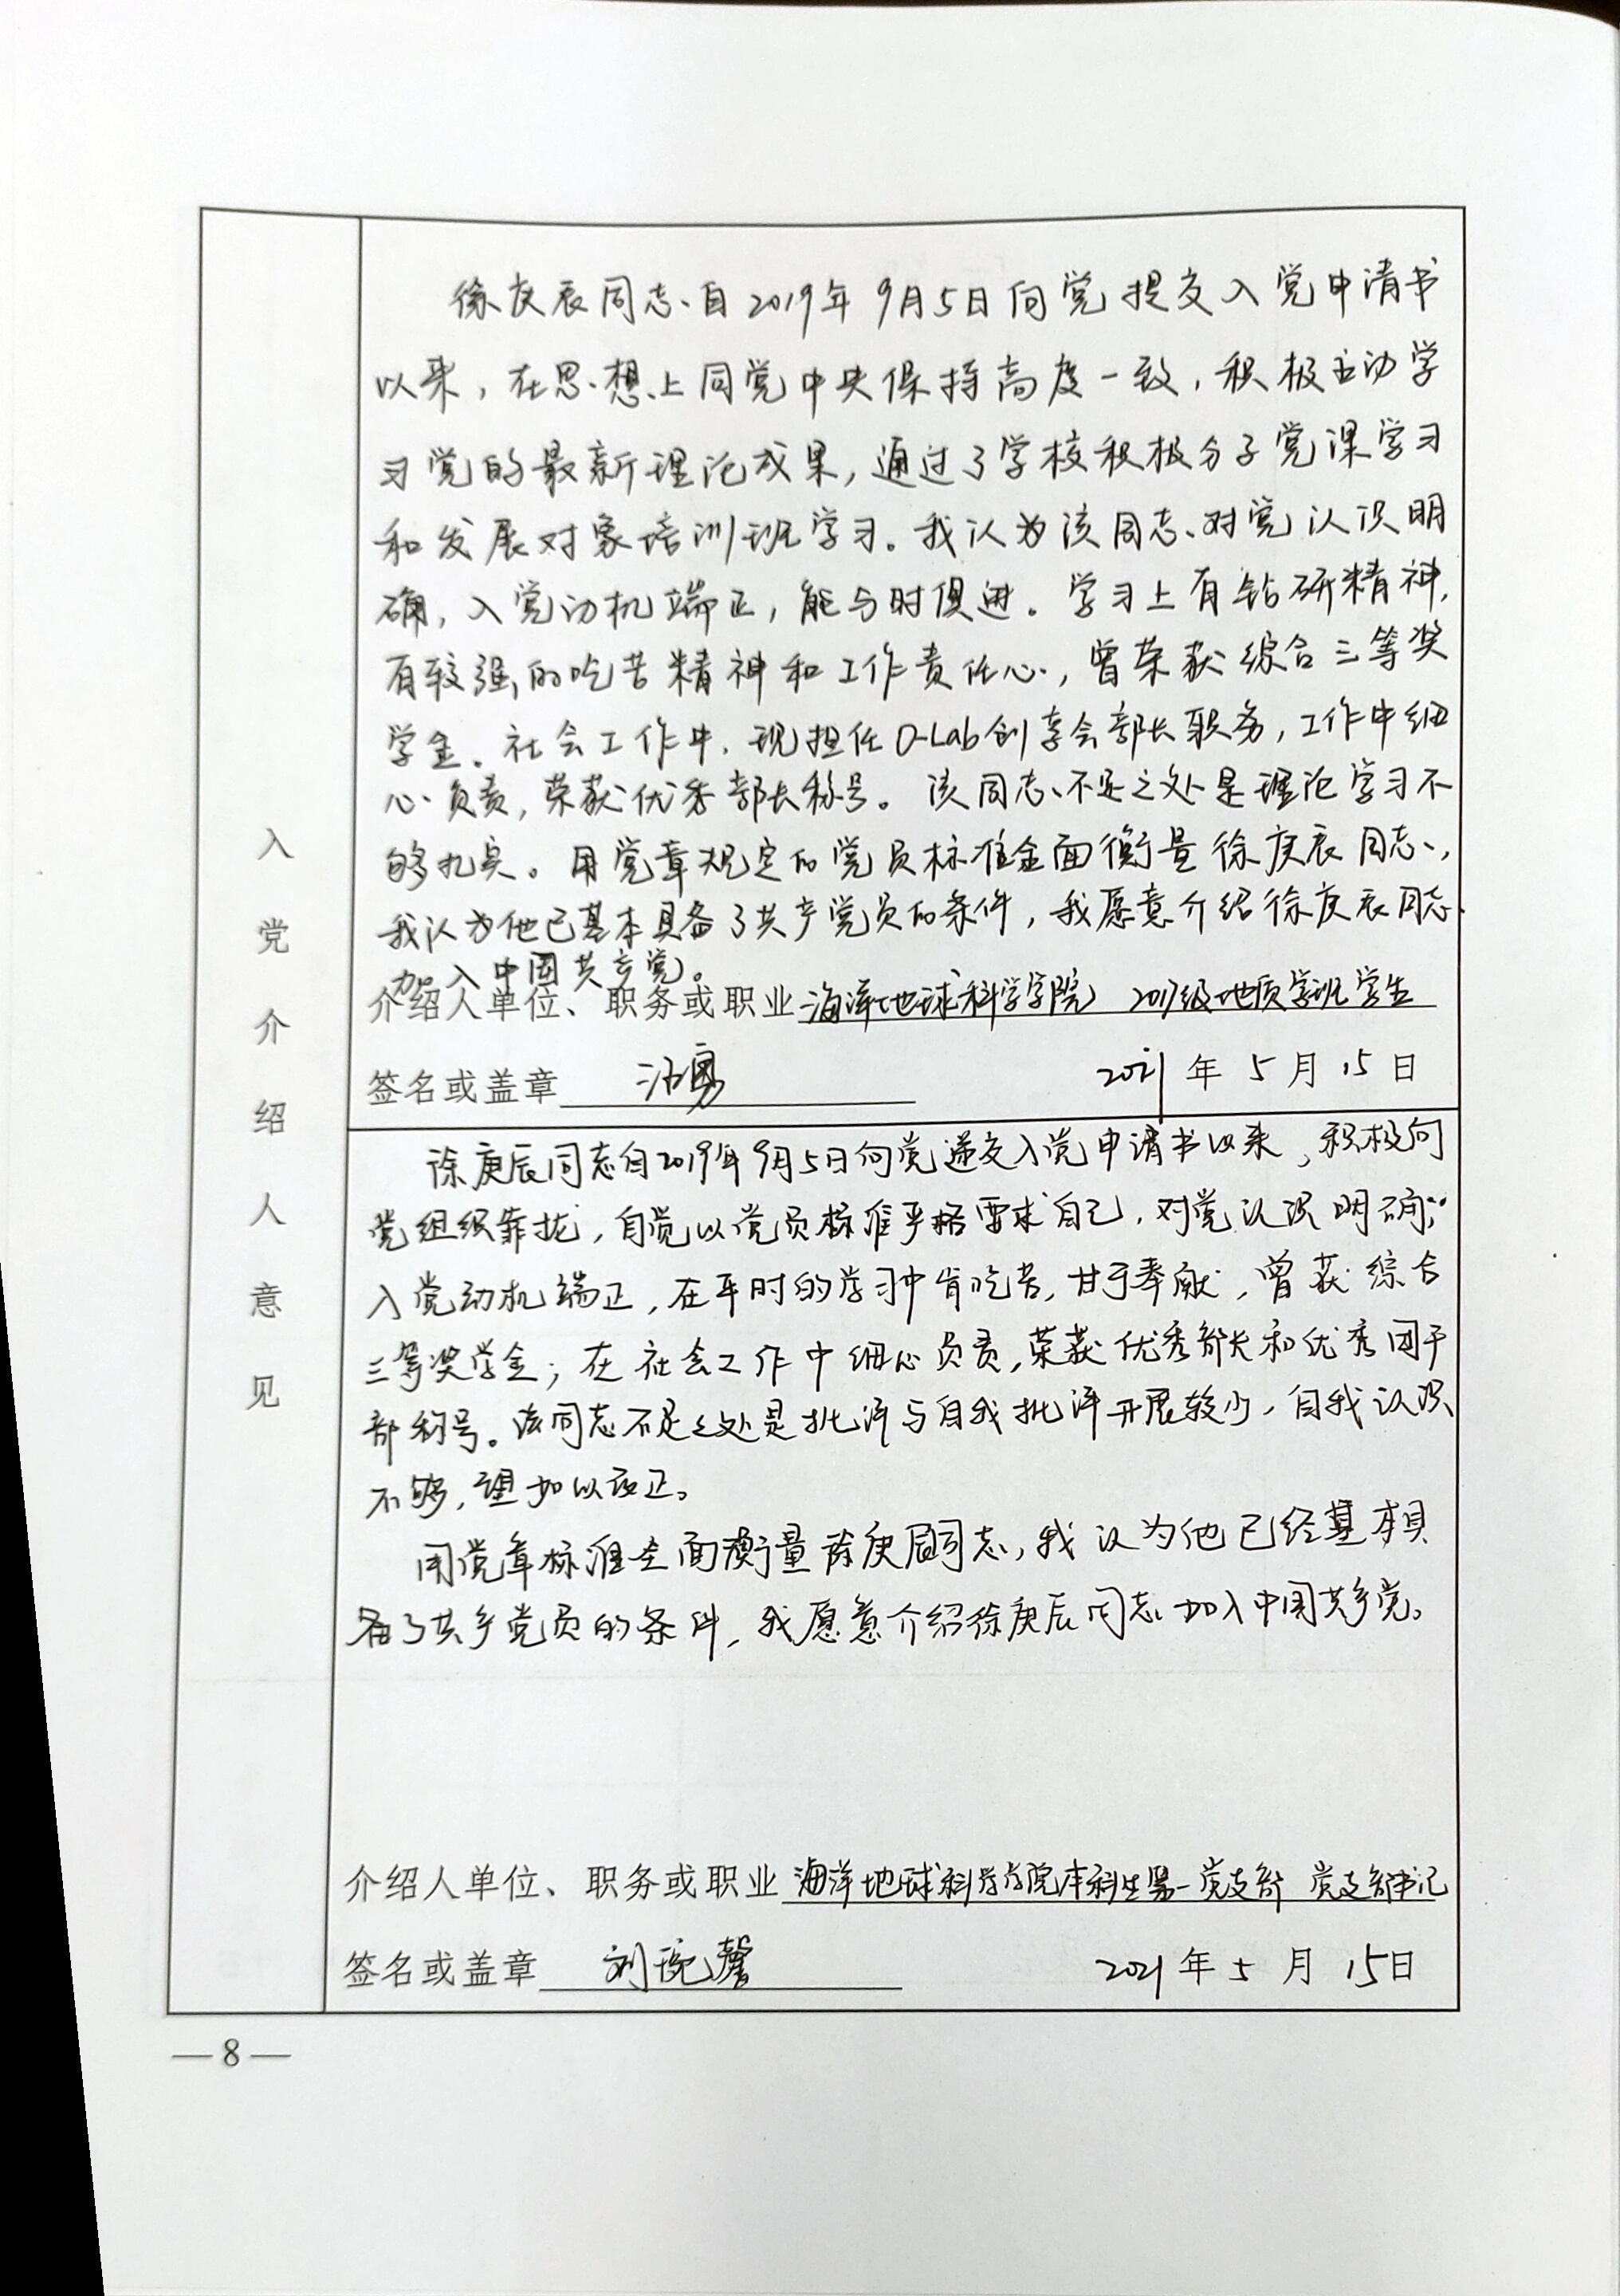 入党介绍人意见
徐庚辰同志自2019年9月5日向党提交入党申请书
以来，在思想上同党中央保持高度一致，积极主动学
习党的最新理论成果，通过了学校积极分子党课学习
和发展对象培训班学习。我认为该同志对党认识明
确，入党动机端正，能与时俱进。学习上有钻研精神，
有较强的吃苦精神和工作责任心，曾荣获综合三等奖
学金。社会工作中，现担任O-Lab创享会部长职务，工作中细
心负责，荣获优秀部长称号。该同志不足之处是理论学习不
够扎实。用党章规定的党员标准全面衡量徐庚辰同志，
我认为他已基本具备了共产党员的条件，我愿意介绍徐庚辰同志
加入中国共产党。
介绍人单位、职务或职业 海洋地球科学学院 2017级地质学班学生
签名或盖章 2021年5月15日
徐庚辰同志自2019年9月5日向党递交入党申请书以来，积极向
党组织靠拢，自觉以党员标准严格要求自己，对党认识明确；
入党动机端正，在平时的学习中肯吃苦，甘于奉献，曾获综合
三等奖学金；在社会工作中细心负责，荣获优秀部长和优秀团干
部称号。该同志不足之处是批评与自我批评开展较少，自我认识
不够，望加以改正。
用党章标准全面衡量徐庚辰同志，我认为他已经基本具
备了共产党员的条件，我愿意介绍徐庚辰同志加入中国共产党。
介绍人单位、职务或职业 海洋地球科学学院本科生第一党支部 党支部书记
签名或盖章 刘琬馨 2021年5月15日
—8—